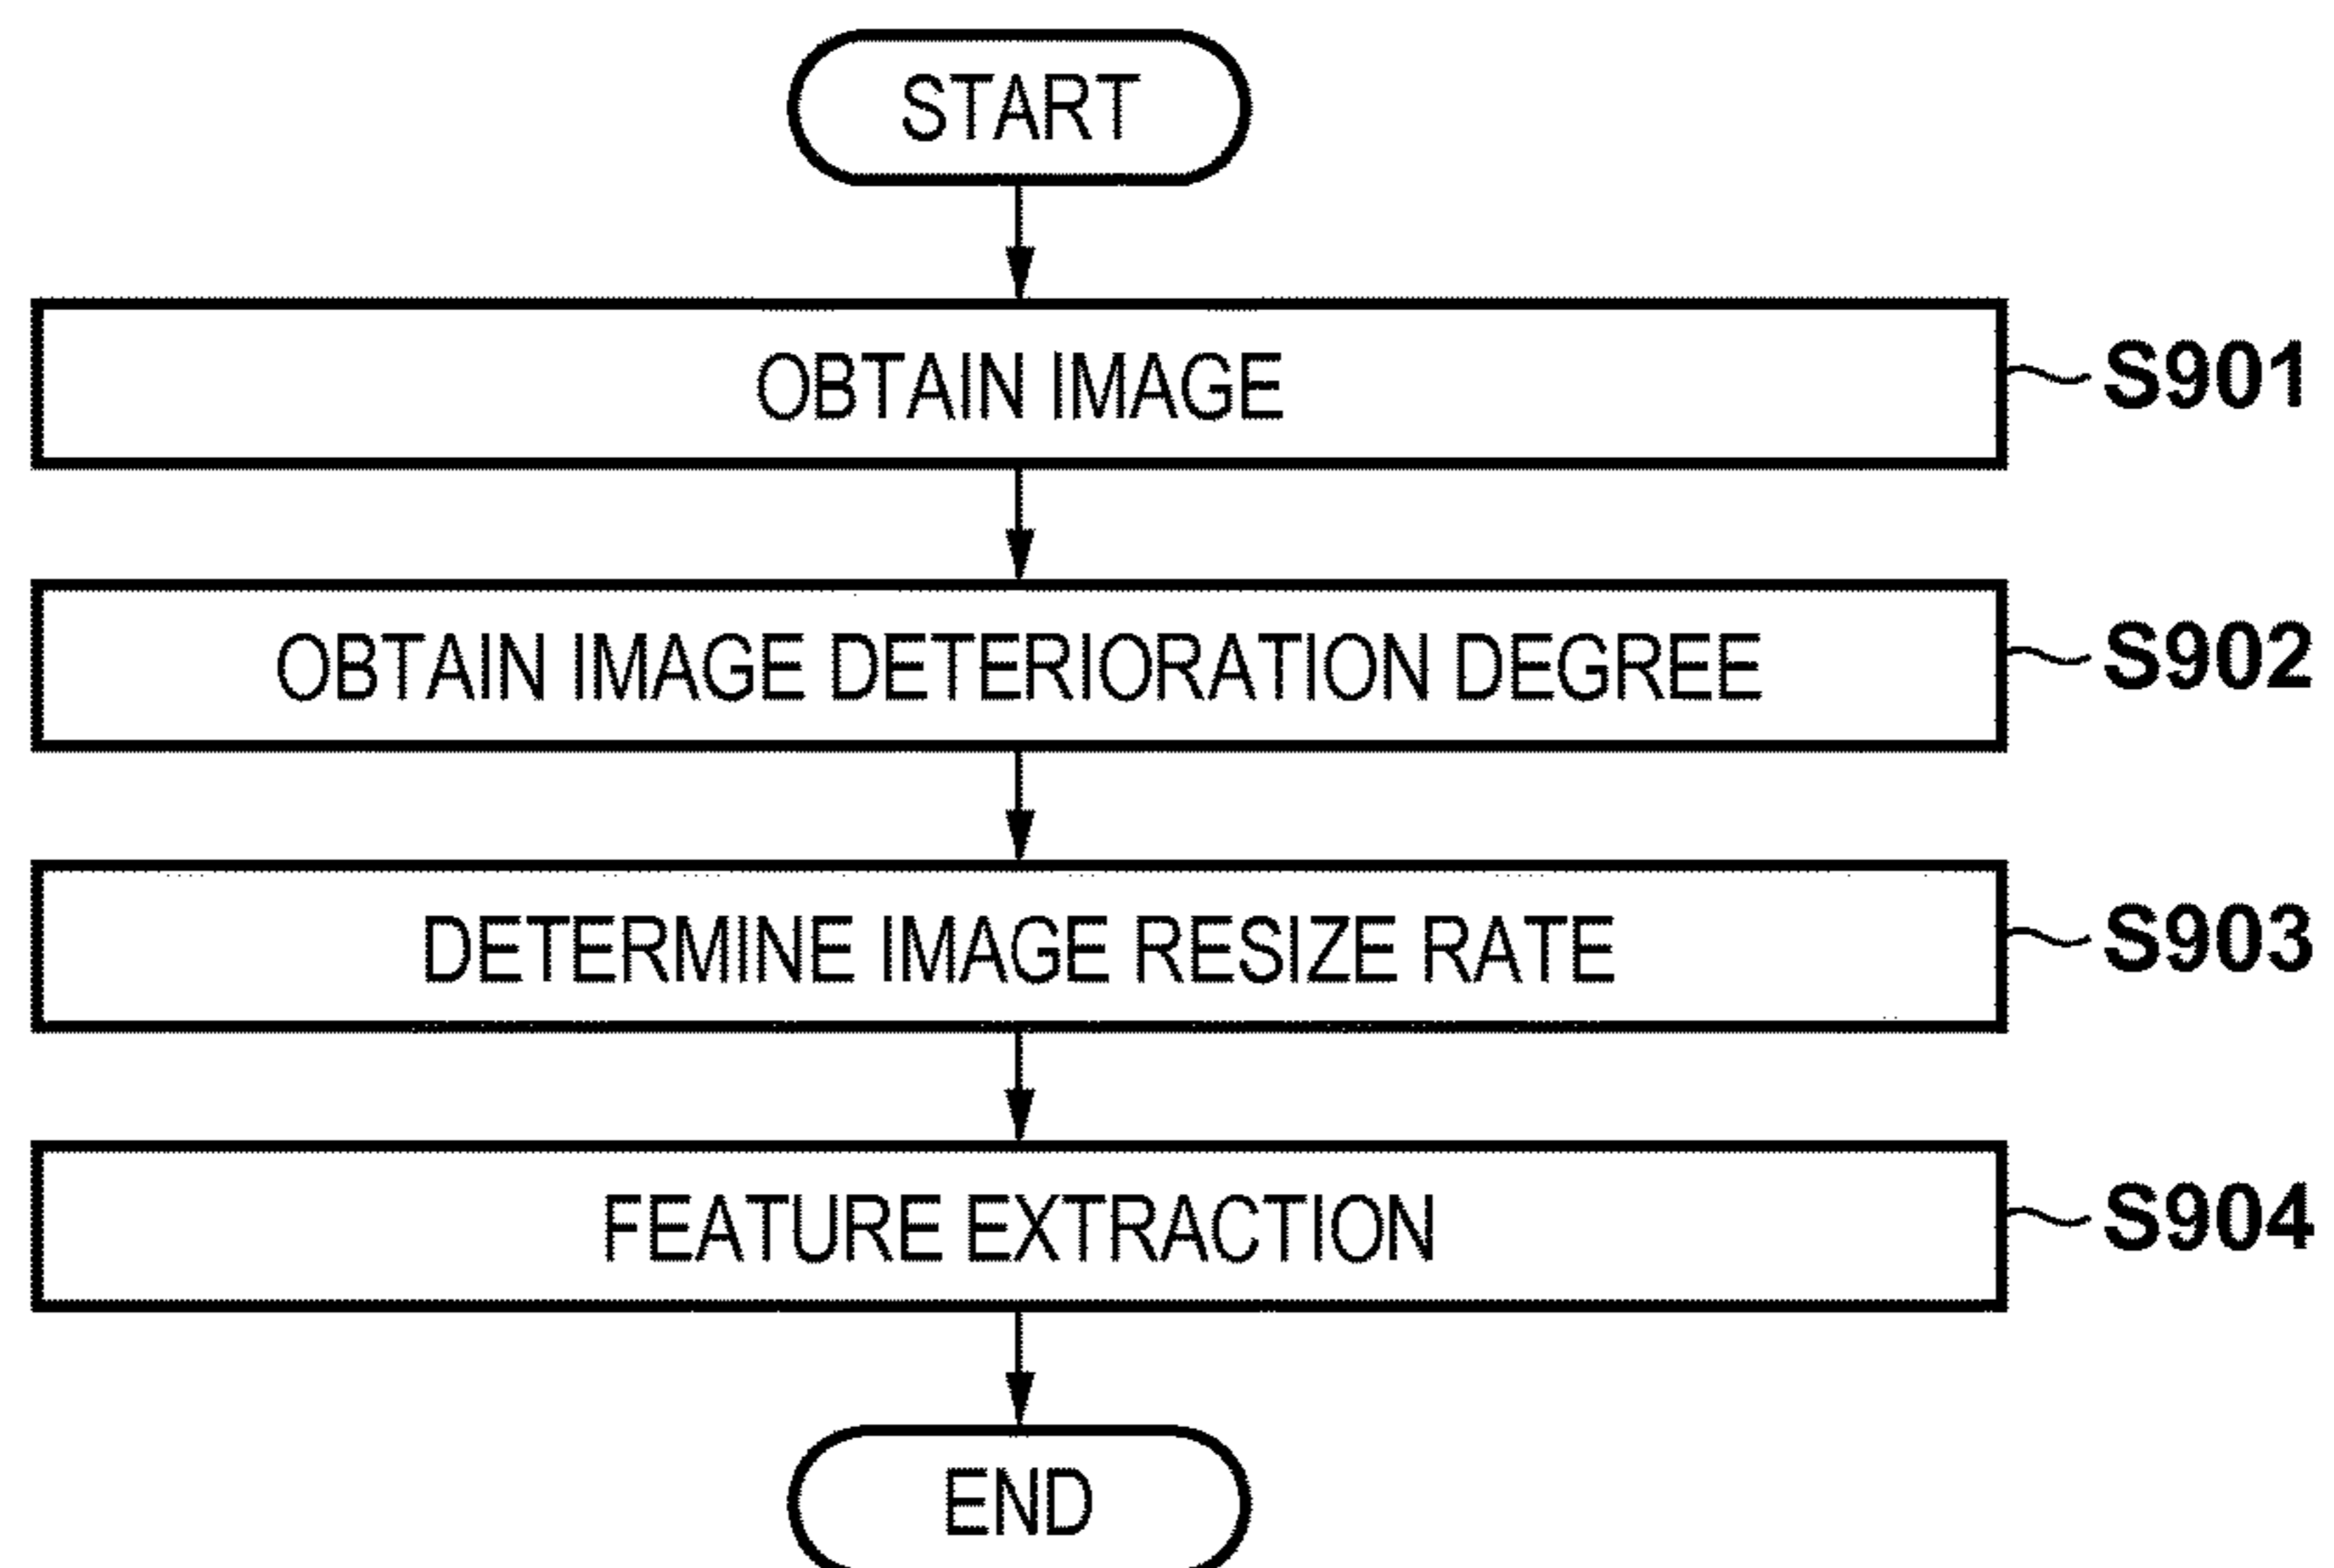 START
OBTAIN IMAGE S901
OBTAIN IMAGE DETERIORATION DEGREE S902
DETERMINE IMAGE RESIZE RATE S903
FEATURE EXTRACTION S904
END